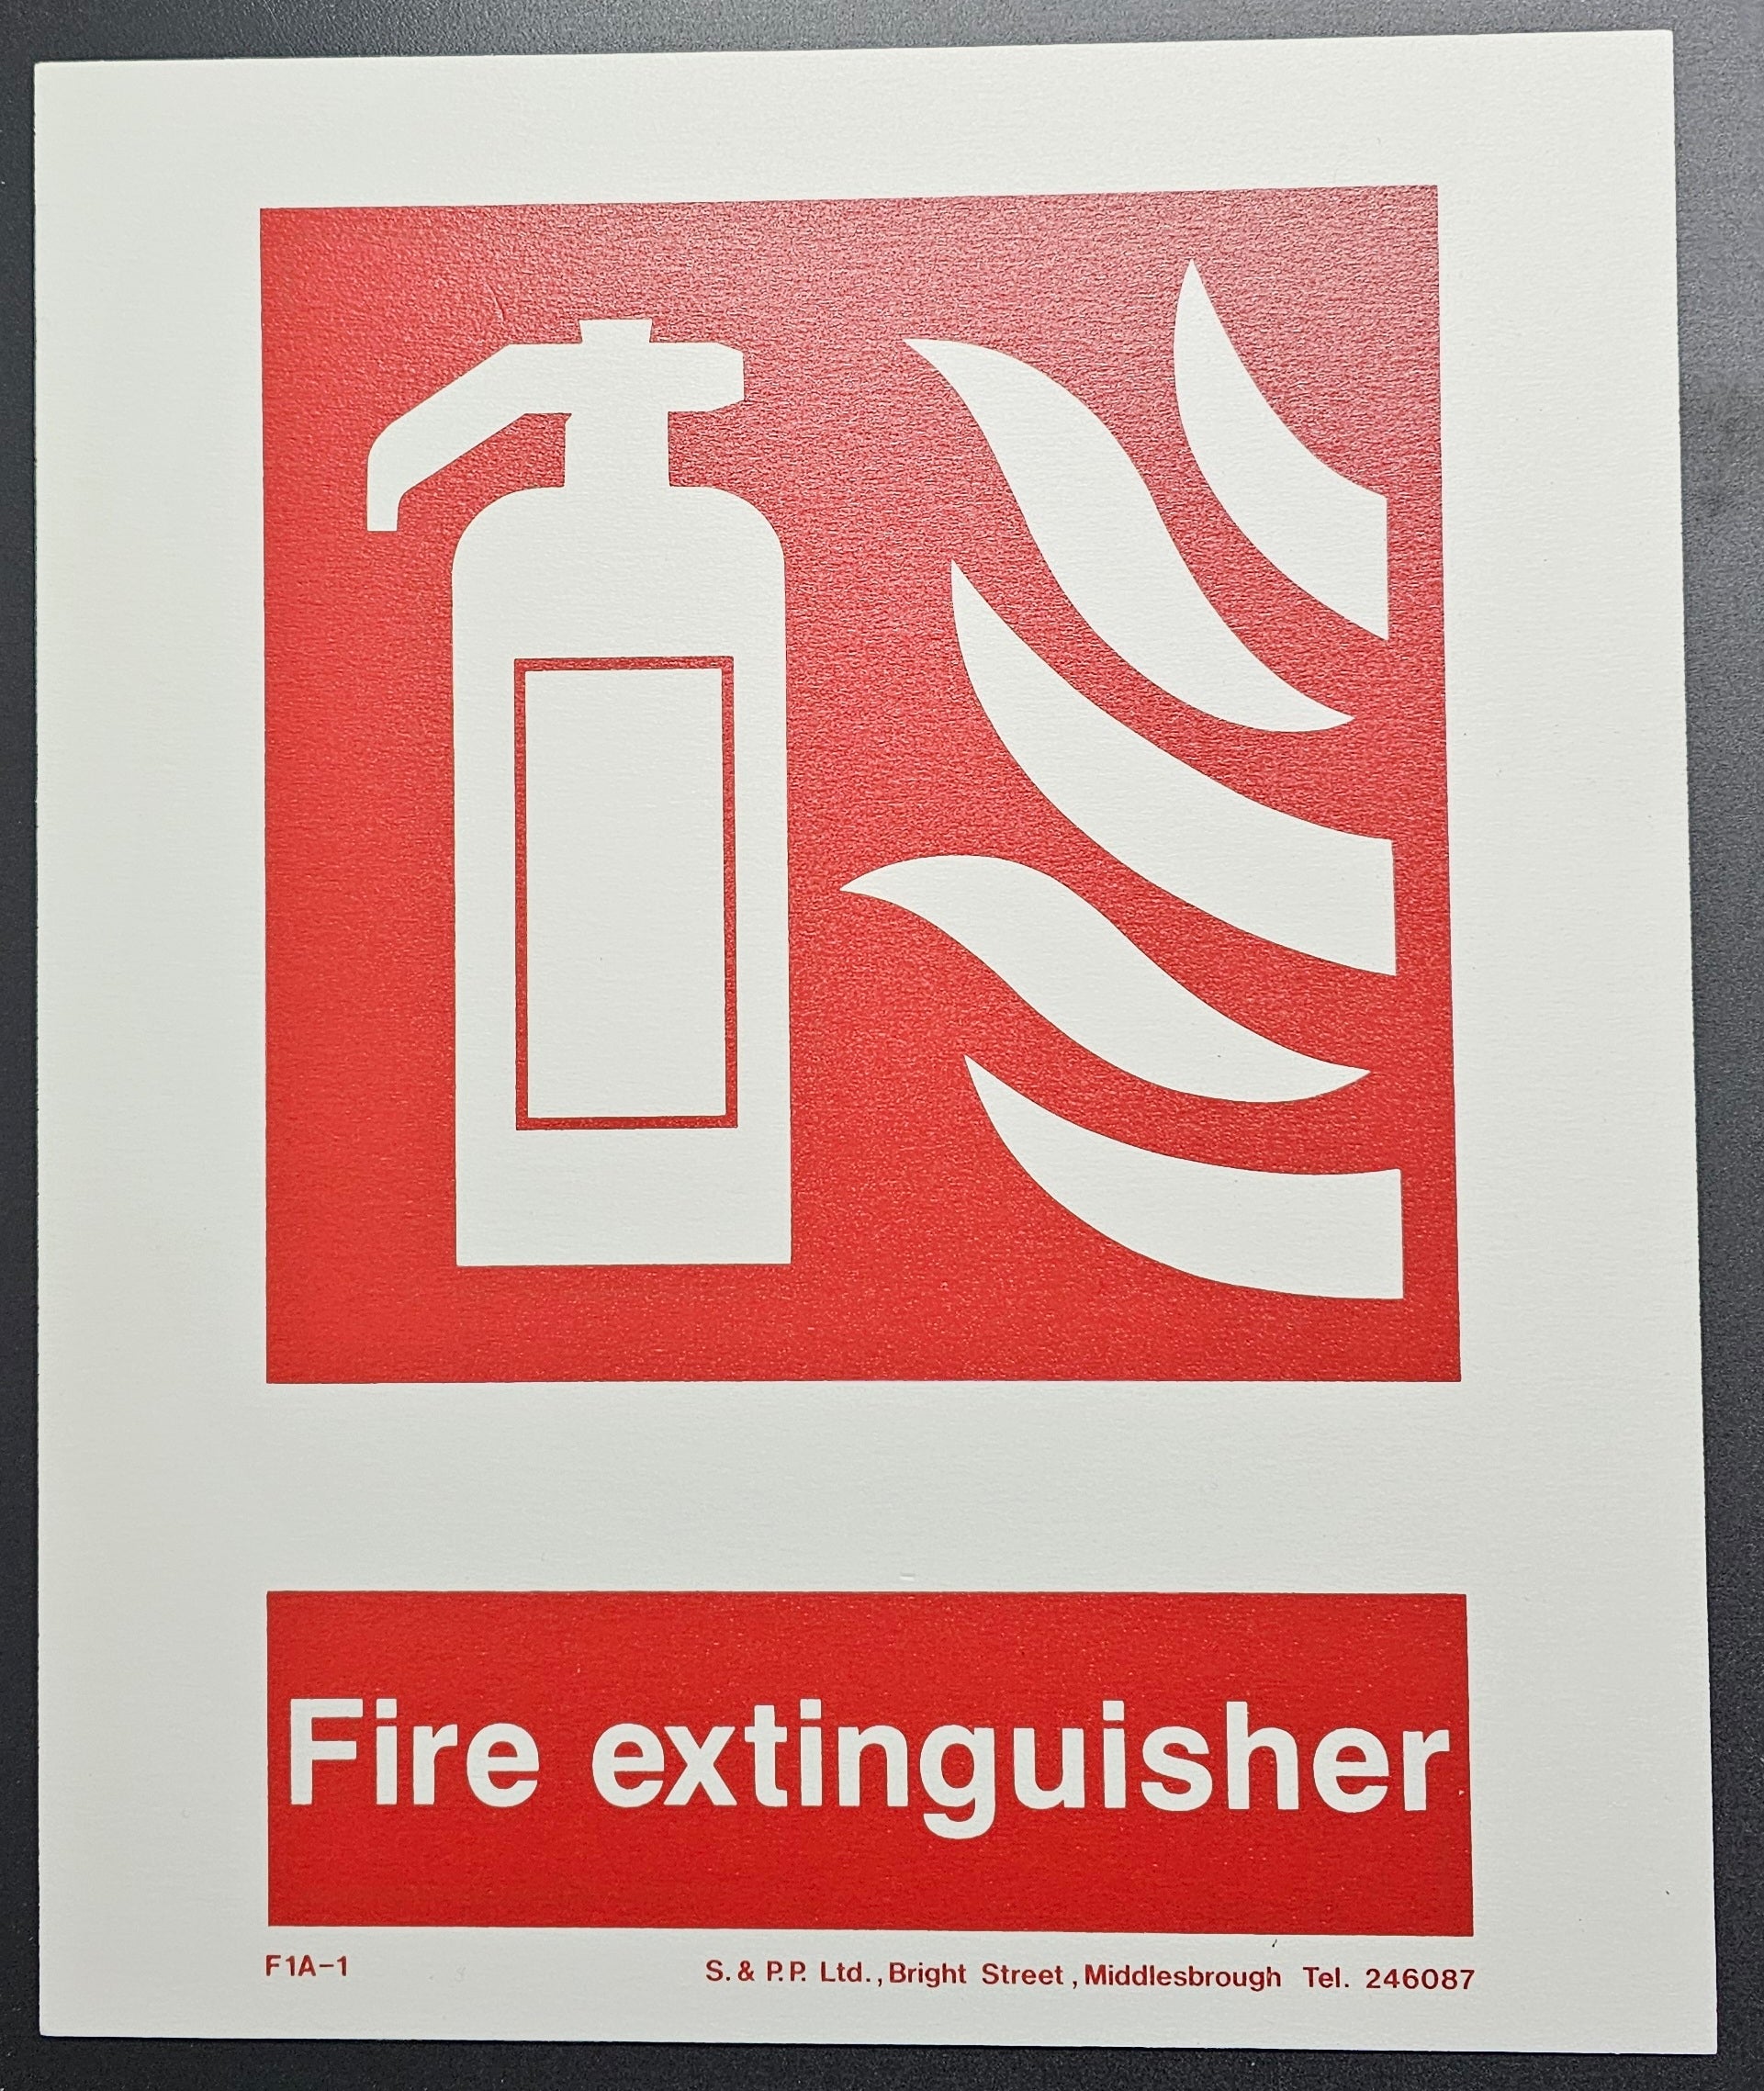 Fire extinguisher
F1A-1 S. & P.P. Ltd., Bright Street, Middlesbrough Tel. 246087